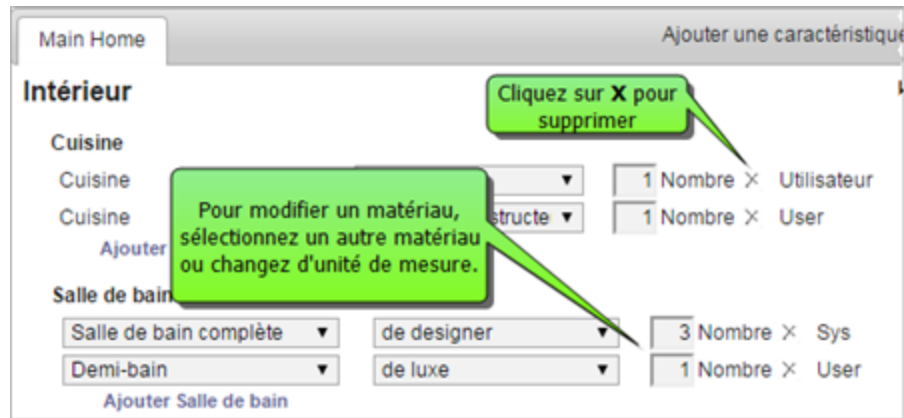 Main Home
Ajouter une caractéristique
Intérieur
Cliquez sur X pour
supprimer
Cuisine
Cuisine ▼ 1 Nombre × Utilisateur
Pour modifier un matériau,
sélectionnez un autre matériau
ou changez d'unité de mesure.
Cuisine structe ▼ 1 Nombre × User
Ajouter
Salle de bain
Salle de bain complète ▼ de designer ▼ 3 Nombre × Sys
Demi-bain ▼ de luxe ▼ 1 Nombre × User
Ajouter Salle de bain